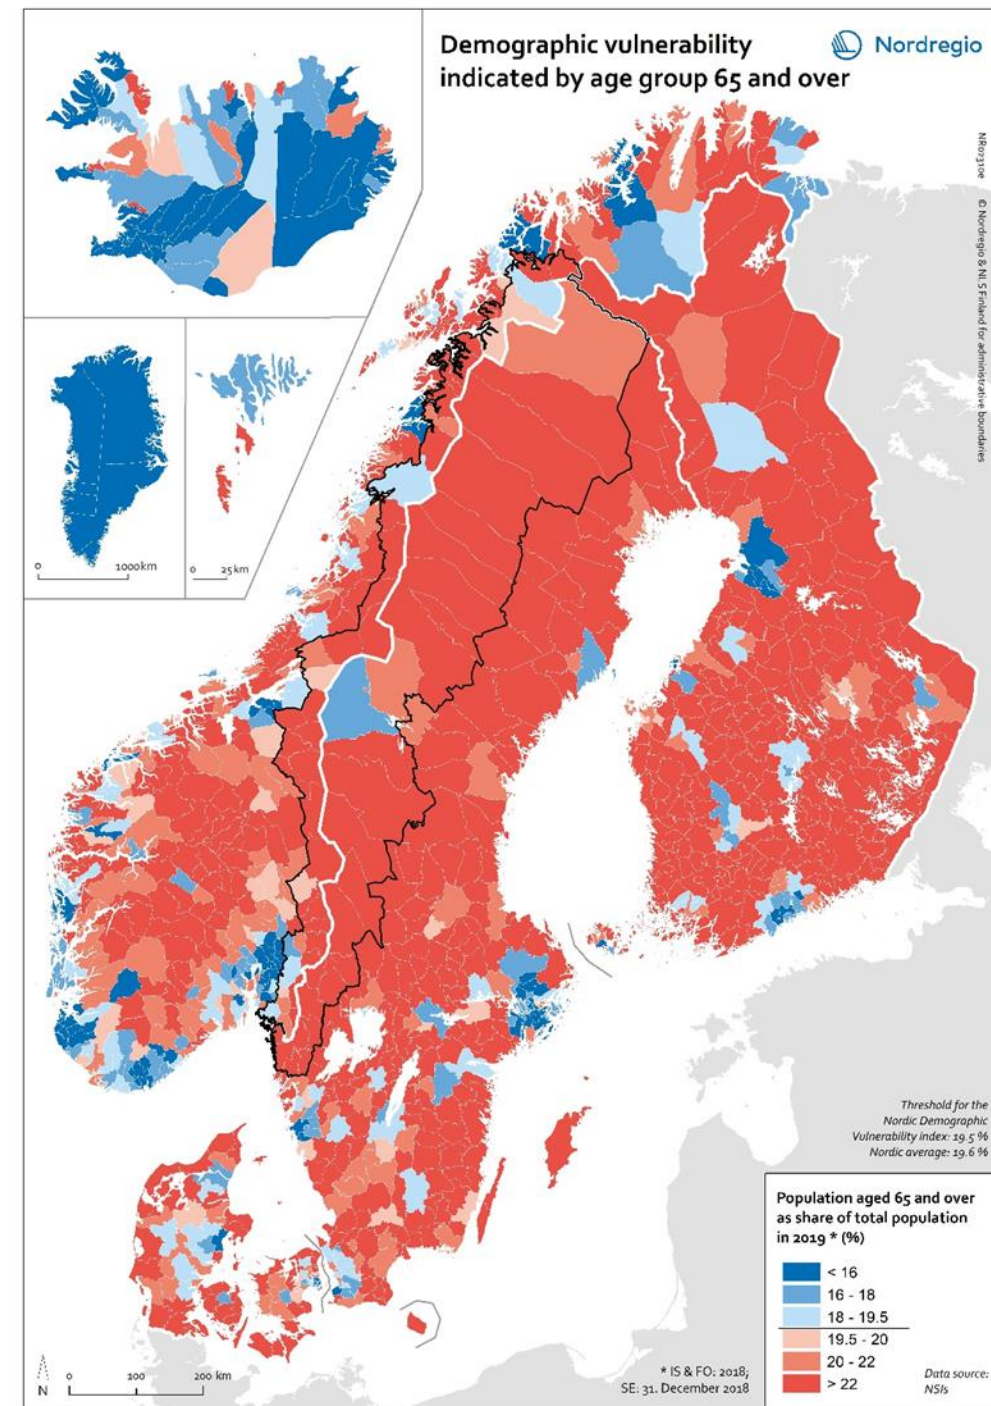 Demographic vulnerability
indicated by age group 65 and over
Nordregio
NR02310e © Nordregio & NLS Finland for administrative boundaries
0 1000km
0 25km
Threshold for the
Nordic Demographic
Vulnerability index: 19.5 %
Nordic average: 19.6 %
Population aged 65 and over
as share of total population
in 2019 * (%)
< 16
16 - 18
18 - 19.5
19.5 - 20
20 - 22
> 22
Data source:
NSIs
* IS & FO: 2018;
SE: 31. December 2018
N
0 100 200 km